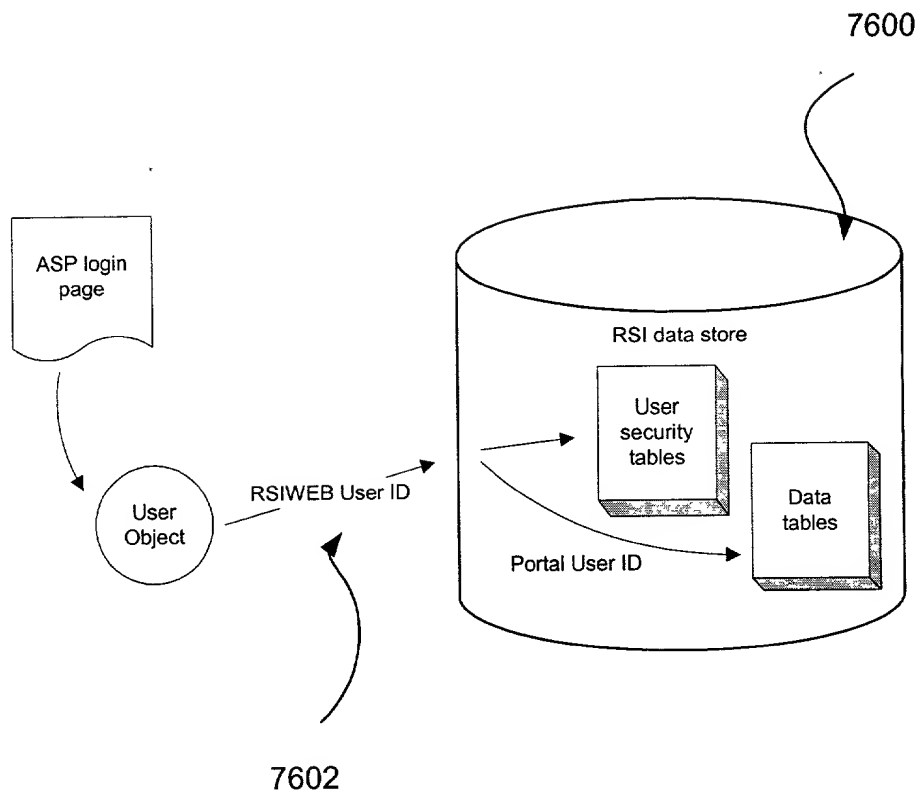 7600
ASP login
page
RSI data store
User
security
tables
Data
tables
RSIWEB User ID
User
Object
Portal User ID
7602